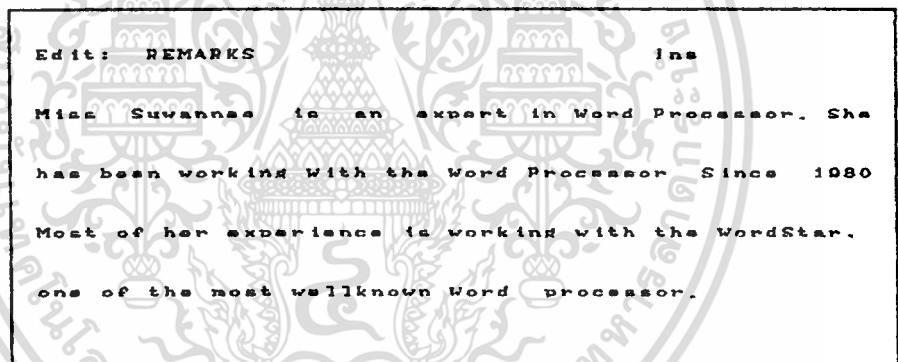 Edit: REMARKS Ins
Miss Suwannee is an expert in Word Processor. She
has been working With the Word Processor Since 1980
Most of her experience is working with the WordStar.
one of the most wellknown Word processor.